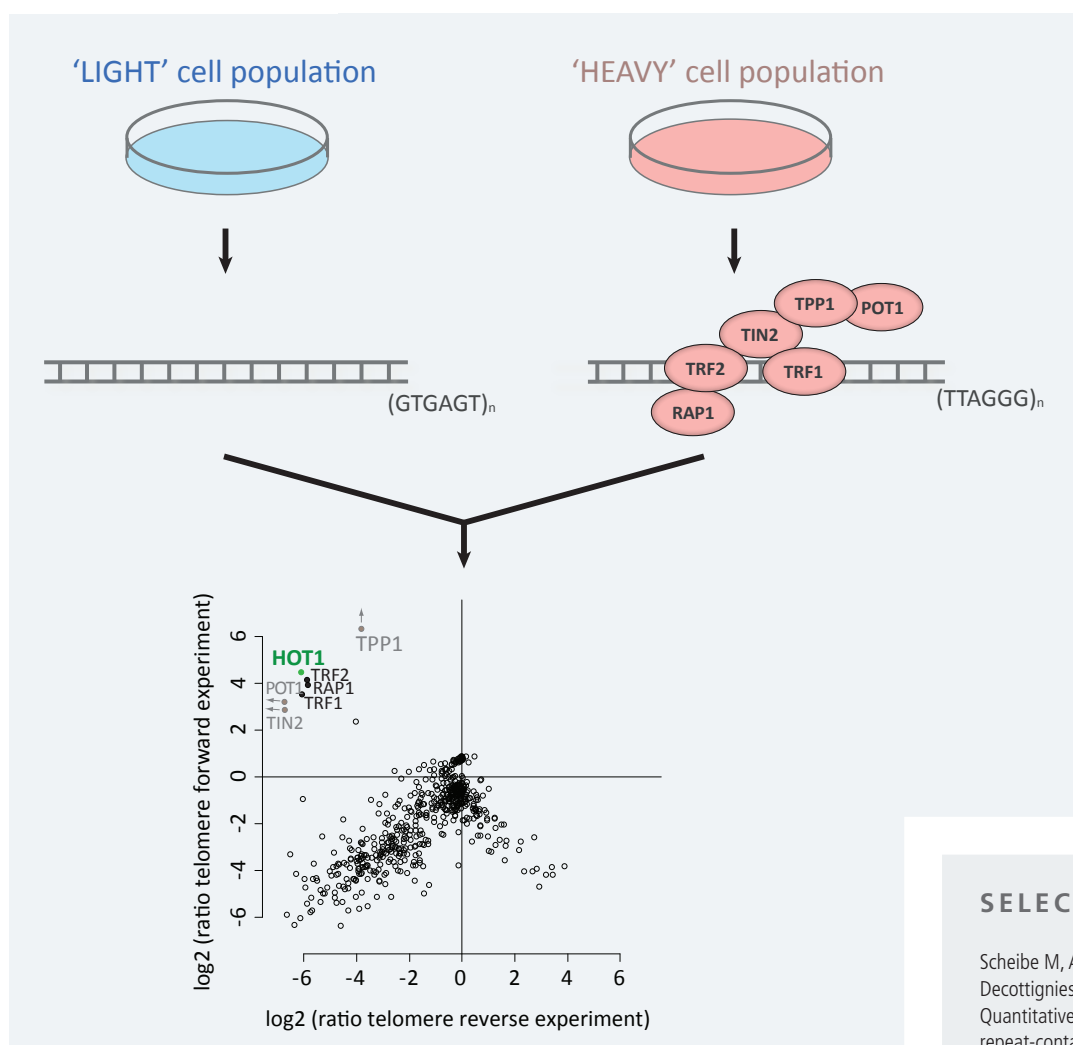 'LIGHT' cell population
'HEAVY' cell population
TPP1
POT1
TIN2
TRF2
TRF1
RAP1
(GTGAGT)n
(TTAGGG)n
log2 (ratio telomere forward experiment)
6
4
2
0
-2
-4
-6
TPP1
HOT1
TRF2
POT1
RAP1
TRF1
TIN2
-6 -4 -2 0 2 4 6
log2 (ratio telomere reverse experiment)
SELEC
Scheibe M, A
Decottignies
Quantitative
repeat-conta